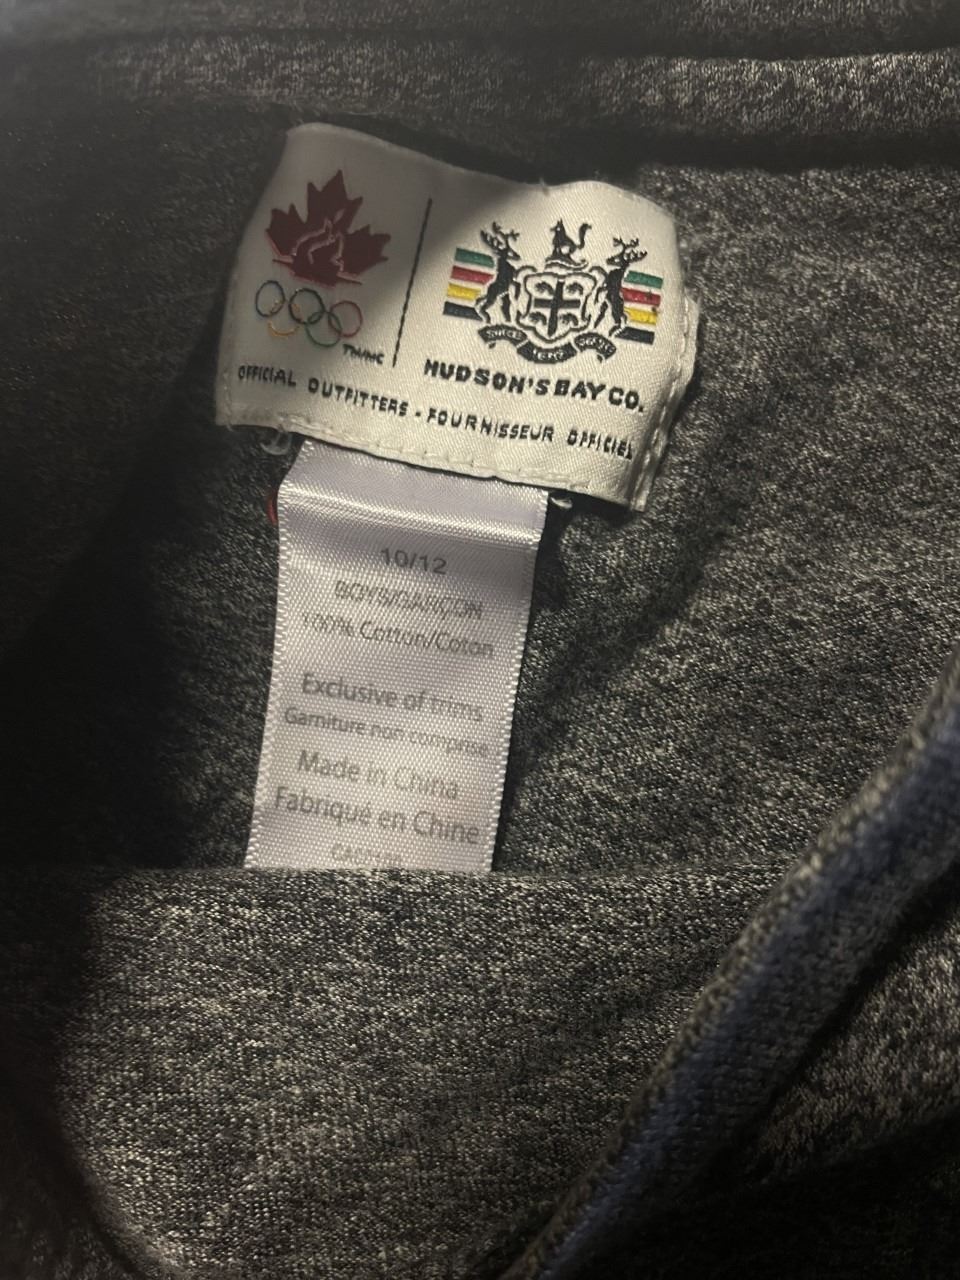 TM/MC
HUDSON'S BAY CO.
OFFICIAL OUTFITTERS - FOURNISSEUR OFFICIEL
10/12
BOYS/GARÇON
100% Cotton/Coton
Exclusive of trims
Garniture non comprise
Made in China
Fabriqué en Chine